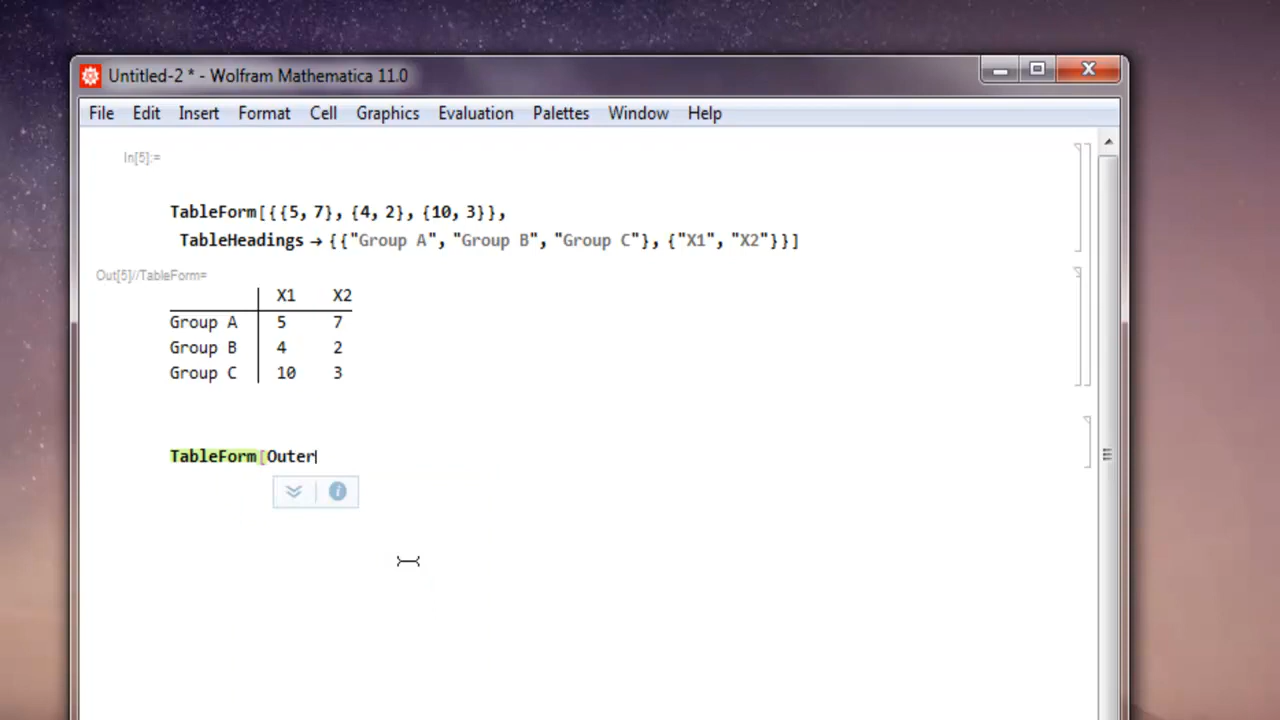 Untitled-2 * - Wolfram Mathematica 11.0
File Edit Insert Format Cell Graphics Evaluation Palettes Window Help
In[5]:=
TableForm[{{5, 7}, {4, 2}, {10, 3}},
TableHeadings → {{"Group A", "Group B", "Group C"}, {"X1", "X2"}}]
Out[5]//TableForm=
X1 X2
Group A 5 7
Group B 4 2
Group C 10 3
TableForm[Outer